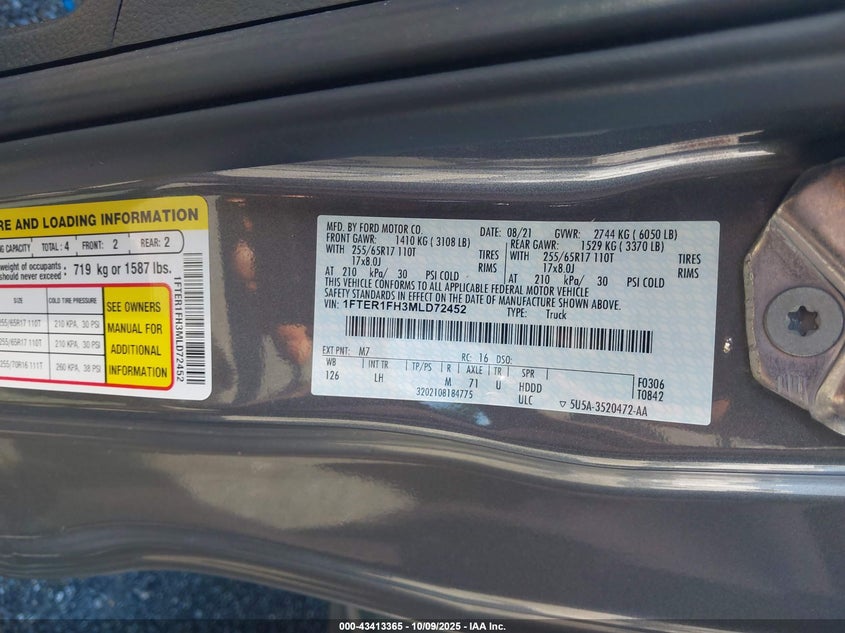 RE AND LOADING INFORMATION
NG CAPACITY TOTAL: 4 FRONT: 2 REAR: 2
weight of occupants should never exceed: 719 kg or 1587 lbs.
SIZE COLD TIRE PRESSURE
255/65R17 110T 210 KPA, 30 PSI
255/65R17 110T 210 KPA, 30 PSI
255/70R16 111T 260 KPA, 38 PSI
SEE OWNERS
MANUAL FOR
ADDITIONAL
INFORMATION
1FTER1FH3MLD72452
MFD. BY FORD MOTOR CO. DATE: 08/21 GVWR: 2744 KG ( 6050 LB)
FRONT GAWR: 1410 KG ( 3108 LB) REAR GAWR: 1529 KG ( 3370 LB)
WITH 255/65R17 110T TIRES WITH 255/65R17 110T TIRES
17x8.0J RIMS 17x8.0J RIMS
AT 210 kPa/ 30 PSI COLD AT 210 kPa/ 30 PSI COLD
THIS VEHICLE CONFORMS TO ALL APPLICABLE FEDERAL MOTOR VEHICLE
SAFETY STANDARDS IN EFFECT ON THE DATE OF MANUFACTURE SHOWN ABOVE.
VIN: 1FTER1FH3MLD72452 TYPE: Truck
EXT PNT: M7 RC: 16 DSO:
WB INT TR TP/PS R AXLE TR SPR
126 LH M 71 U HDDD F0306
3202108184775 ULC ▽ 5U5A-3520472-AA T0842
000-43413365 - 10/09/2025 - IAA Inc.